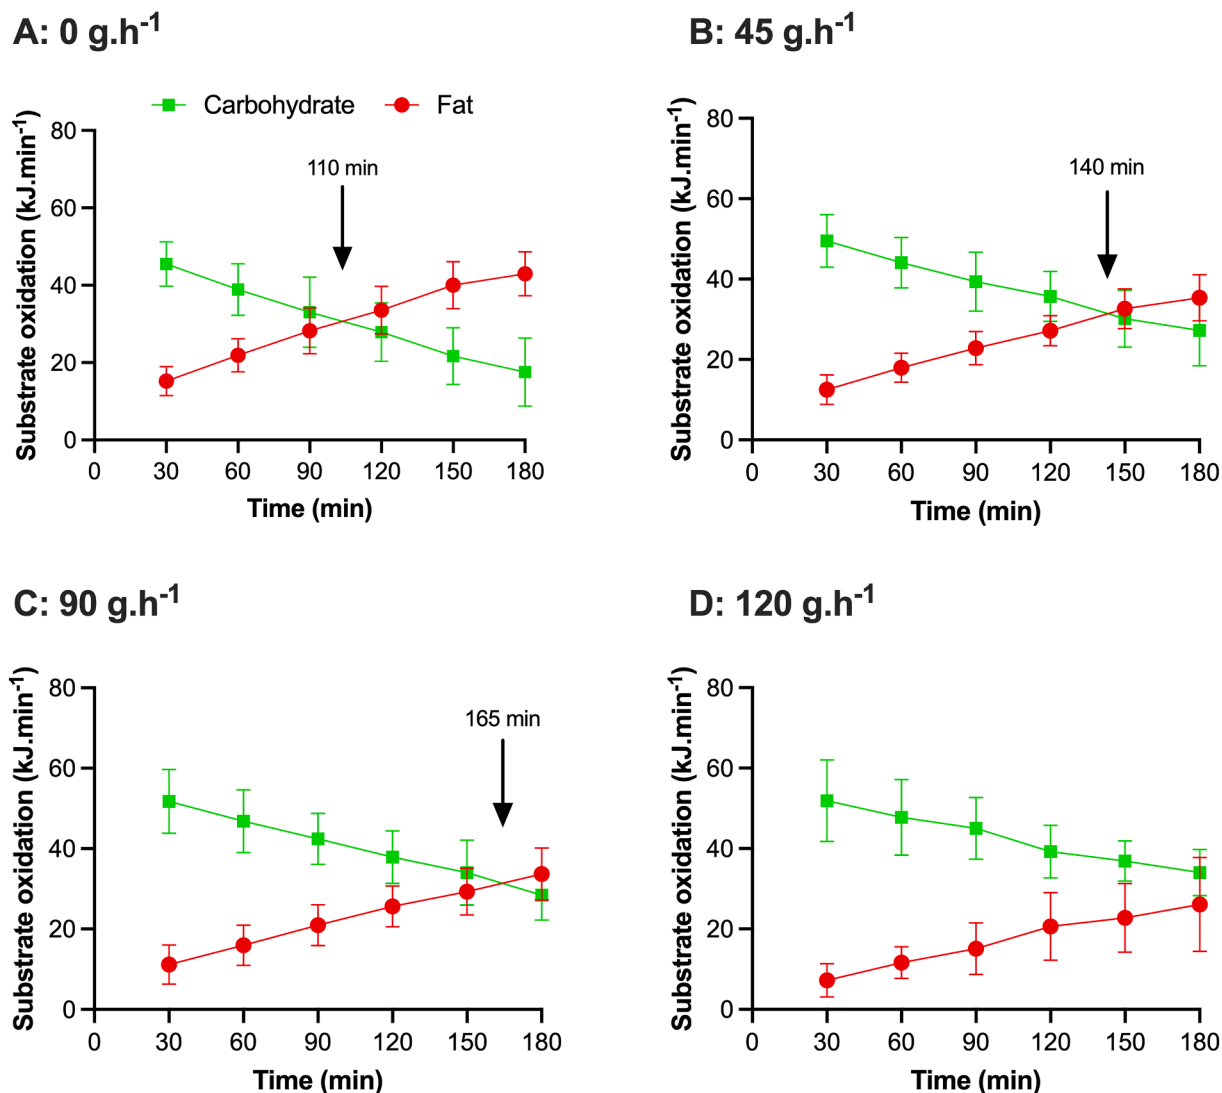 A: 0 g.h-1
B: 45 g.h-1
Carbohydrate Fat
110 min
140 min
Substrate oxidation (kJ.min-1)
80
60
40
20
0
0 30 60 90 120 150 180
Time (min)
Substrate oxidation (kJ.min-1)
80
60
40
20
0
0 30 60 90 120 150 180
Time (min)
C: 90 g.h-1
D: 120 g.h-1
165 min
Substrate oxidation (kJ.min-1)
80
60
40
20
0
0 30 60 90 120 150 180
Time (min)
Substrate oxidation (kJ.min-1)
80
60
40
20
0
0 30 60 90 120 150 180
Time (min)